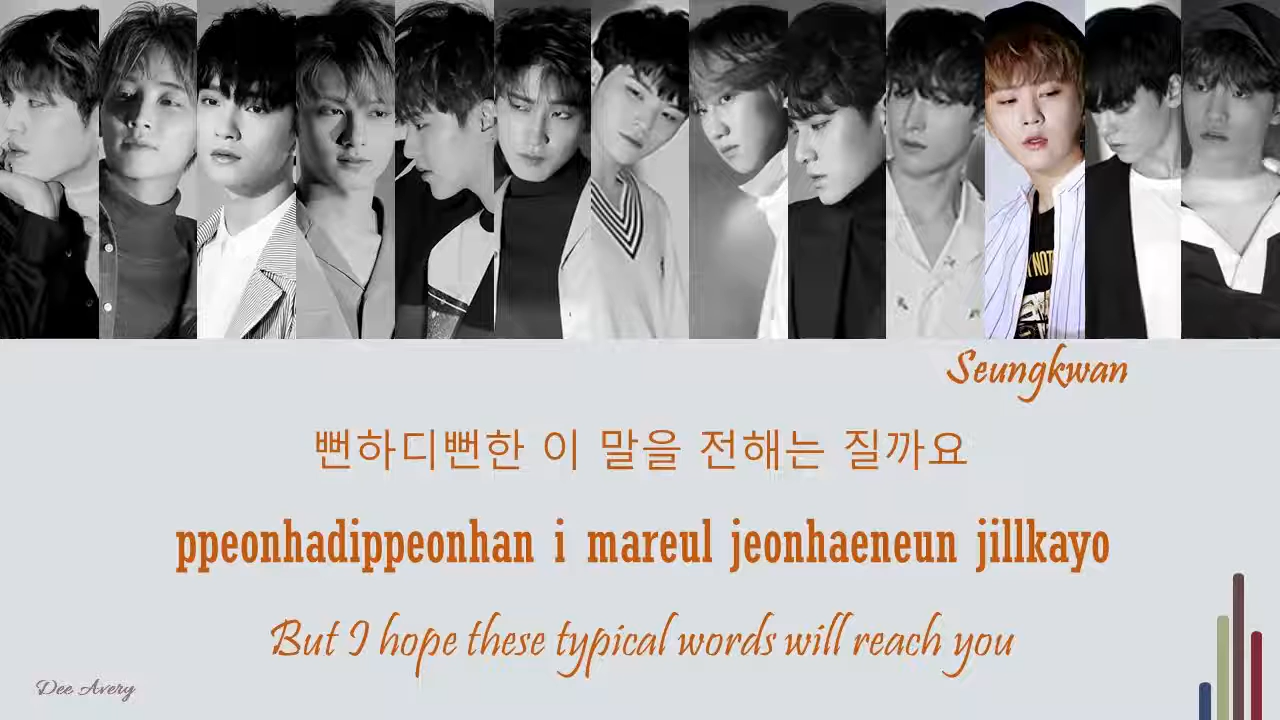 Seungkwan
뻔하디뻔한 이 말을 전해는 질까요
ppeonhadippeonhan i mareul jeonhaeneun jillkayo
But I hope these typical words will reach you
Dee Avery